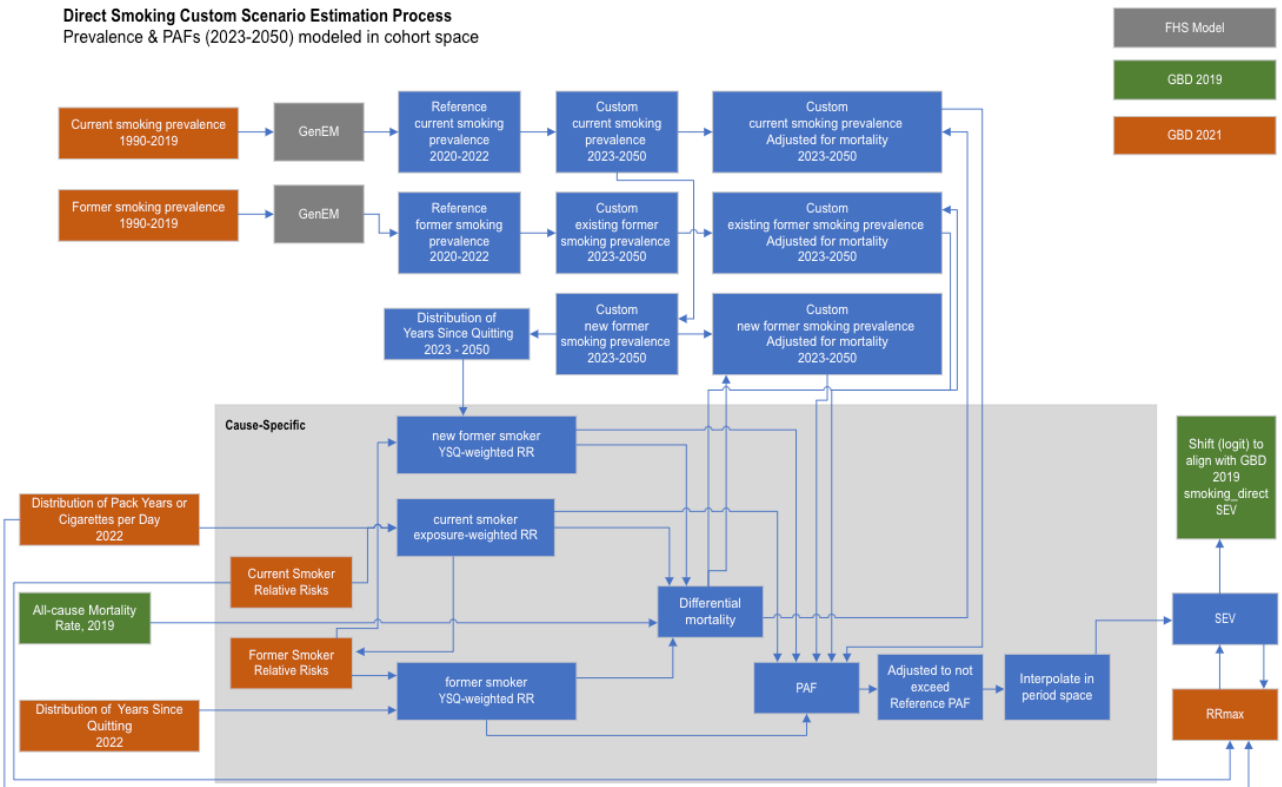 Direct Smoking Custom Scenario Estimation Process
Prevalence & PAFs (2023-2050) modeled in cohort space
FHS Model
GBD 2019
GBD 2021
Current smoking prevalence
1990-2019
GenEM
Reference
current smoking
prevalence
2020-2022
Custom
current smoking
prevalence
2023-2050
Custom
current smoking prevalence
Adjusted for mortality
2023-2050
Former smoking prevalence
1990-2019
GenEM
Reference
former smoking
prevalence
2020-2022
Custom
existing former
smoking prevalence
2023-2050
Custom
existing former smoking prevalence
Adjusted for mortality
2023-2050
Distribution of
Years Since Quitting
2023 - 2050
Custom
new former
smoking prevalence
2023-2050
Custom
new former smoking prevalence
Adjusted for mortality
2023-2050
Cause-Specific
new former smoker
YSQ-weighted RR
Distribution of Pack Years or
Cigarettes per Day
2022
current smoker
exposure-weighted RR
Current Smoker
Relative Risks
All-cause Mortality
Rate, 2019
Differential
mortality
Former Smoker
Relative Risks
former smoker
YSQ-weighted RR
Distribution of Years Since
Quitting
2022
PAF
Adjusted to not
exceed
Reference PAF
Interpolate in
period space
Shift (logit) to
align with GBD
2019
smoking_direct
SEV
SEV
RRmax